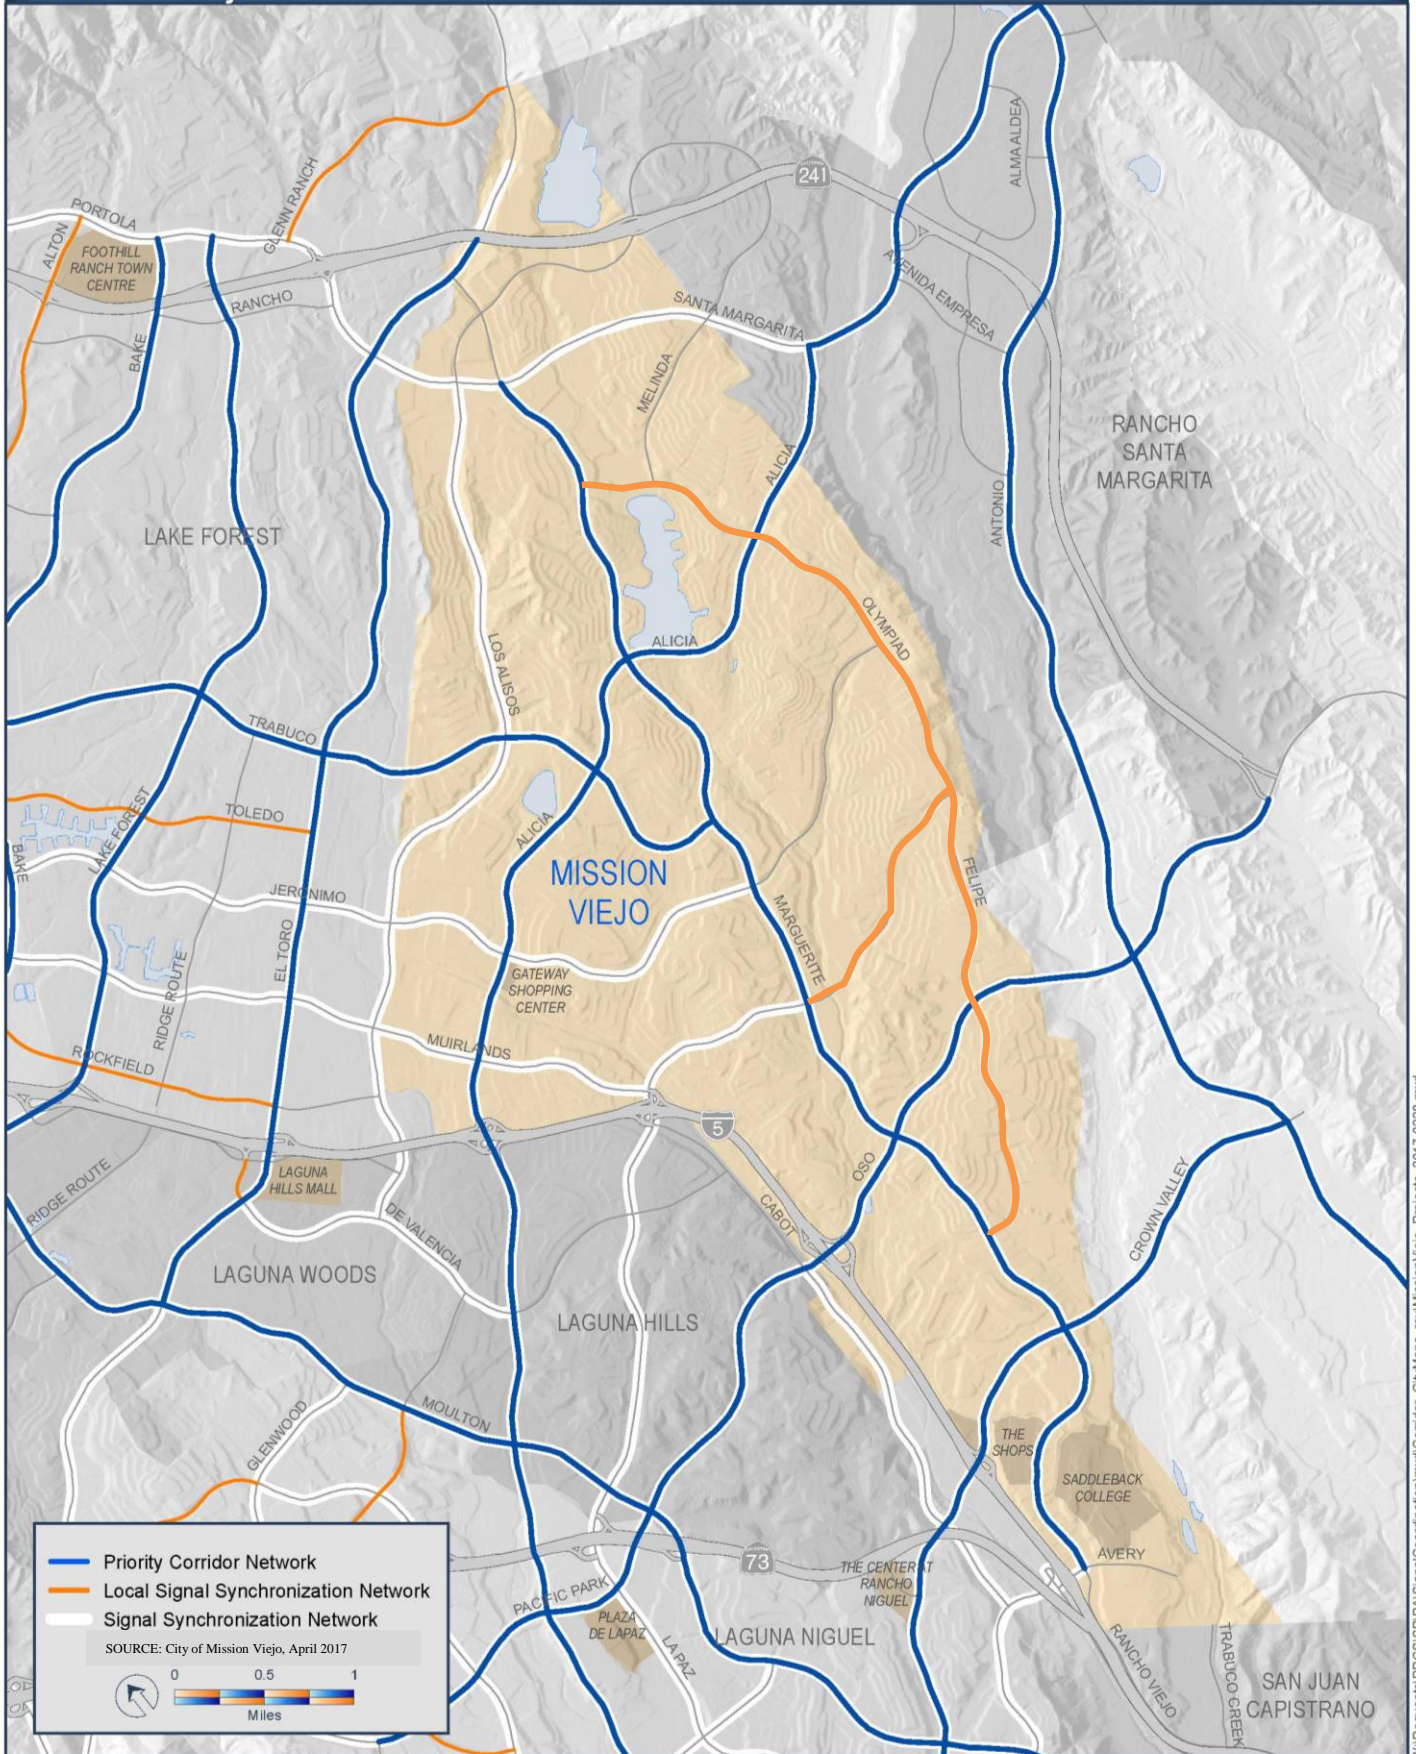 ALMA ALDEA
241
GLENN RANCH
PORTOLA
ALTON
FOOTHILL
RANCH TOWN
CENTRE
RANCHO
BAKE
AVENIDA EMPRESA
SANTA MARGARITA
MELINDA
RANCHO
SANTA
MARGARITA
ALICIA
ANTONIO
LAKE FOREST
OLYMPIAD
ALICIA
LOS ALISOS
TRABUCO
TOLEDO
LAKE FOREST
BAKE
ALICIA
MISSION
VIEJO
FELIPE
JERONIMO
MARGUERITE
EL TORO
GATEWAY
SHOPPING
CENTER
RIDGE ROUTE
MUIRLANDS
ROCKFIELD
5
OSO
LAGUNA
HILLS MALL
RIDGE ROUTE
DE VALENCIA
CABOT
CROWN VALLEY
LAGUNA WOODS
LAGUNA HILLS
MOULTON
GLENWOOD
THE
SHOPS
SADDLEBACK
COLLEGE
AVERY
73
THE CENTER AT
RANCHO
NIGUEL
PACIFIC PARK
PLAZA
DE LAPAZ
LA PAZ
LAGUNA NIGUEL
RANCHO VIEJO
TRABUCO CREEK
SAN JUAN
CAPISTRANO
Priority Corridor Network
Local Signal Synchronization Network
Signal Synchronization Network
SOURCE: City of Mission Viejo, April 2017
0 0.5 1
Miles